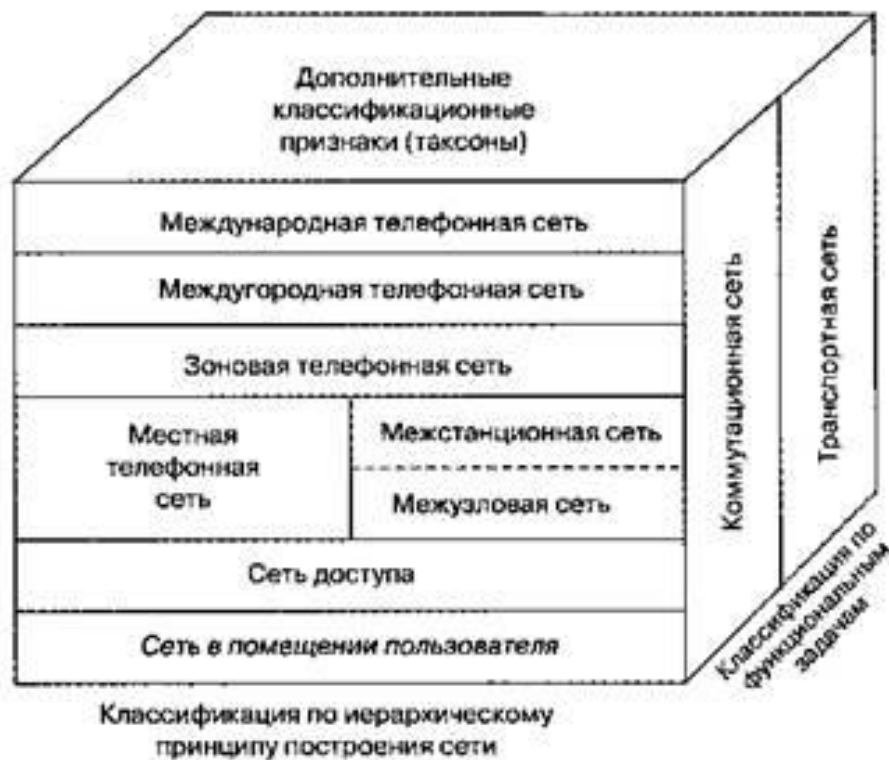 Дополнительные
классификационные
признаки (таксоны)
Международная телефонная сеть
Междугородная телефонная сеть
Зоновая телефонная сеть
Местная
телефонная
сеть
Межстанционная сеть
Межузловая сеть
Сеть доступа
Сеть в помещении пользователя
Коммутационная сеть
Транспортная сеть
Классификация по
функциональным
задачам
Классификация по иерархическому
принципу построения сети